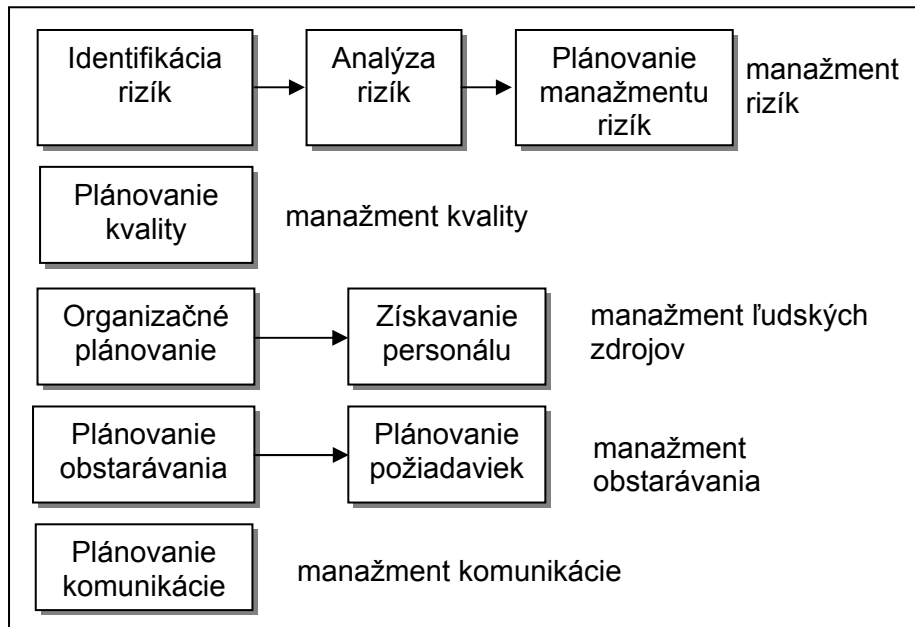 Identifikácia
rizík
Analýza
rizík
Plánovanie
manažmentu
rizík
manažment
rizík
Plánovanie
kvality
manažment kvality
Organizačné
plánovanie
Získavanie
personálu
manažment ľudských
zdrojov
Plánovanie
obstarávania
Plánovanie
požiadaviek
manažment
obstarávania
Plánovanie
komunikácie
manažment komunikácie